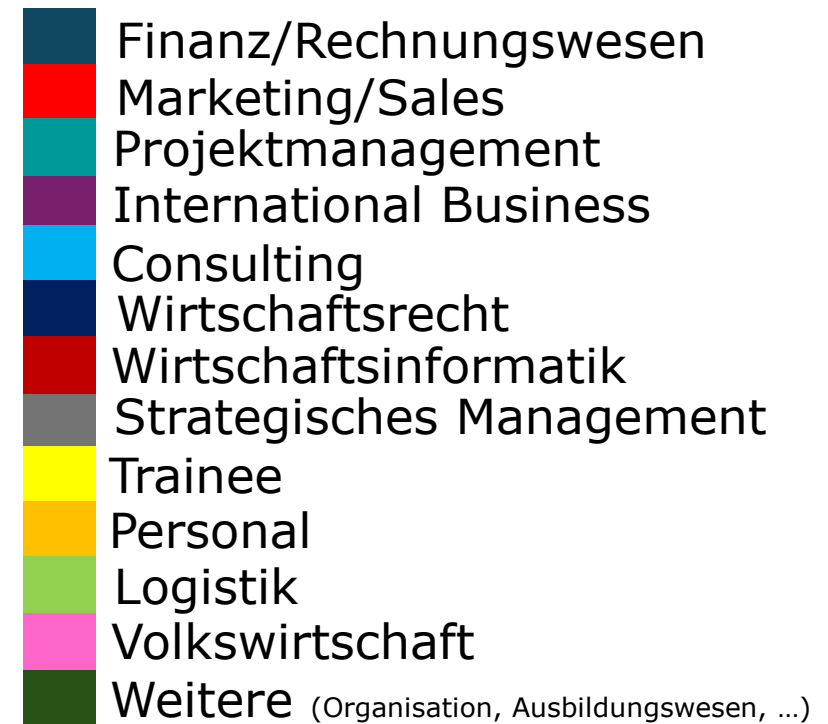 Finanz/Rechnungswesen
Marketing/Sales
Projektmanagement
International Business
Consulting
Wirtschaftsrecht
Wirtschaftsinformatik
Strategisches Management
Trainee
Personal
Logistik
Volkswirtschaft
Weitere (Organisation, Ausbildungswesen, …)